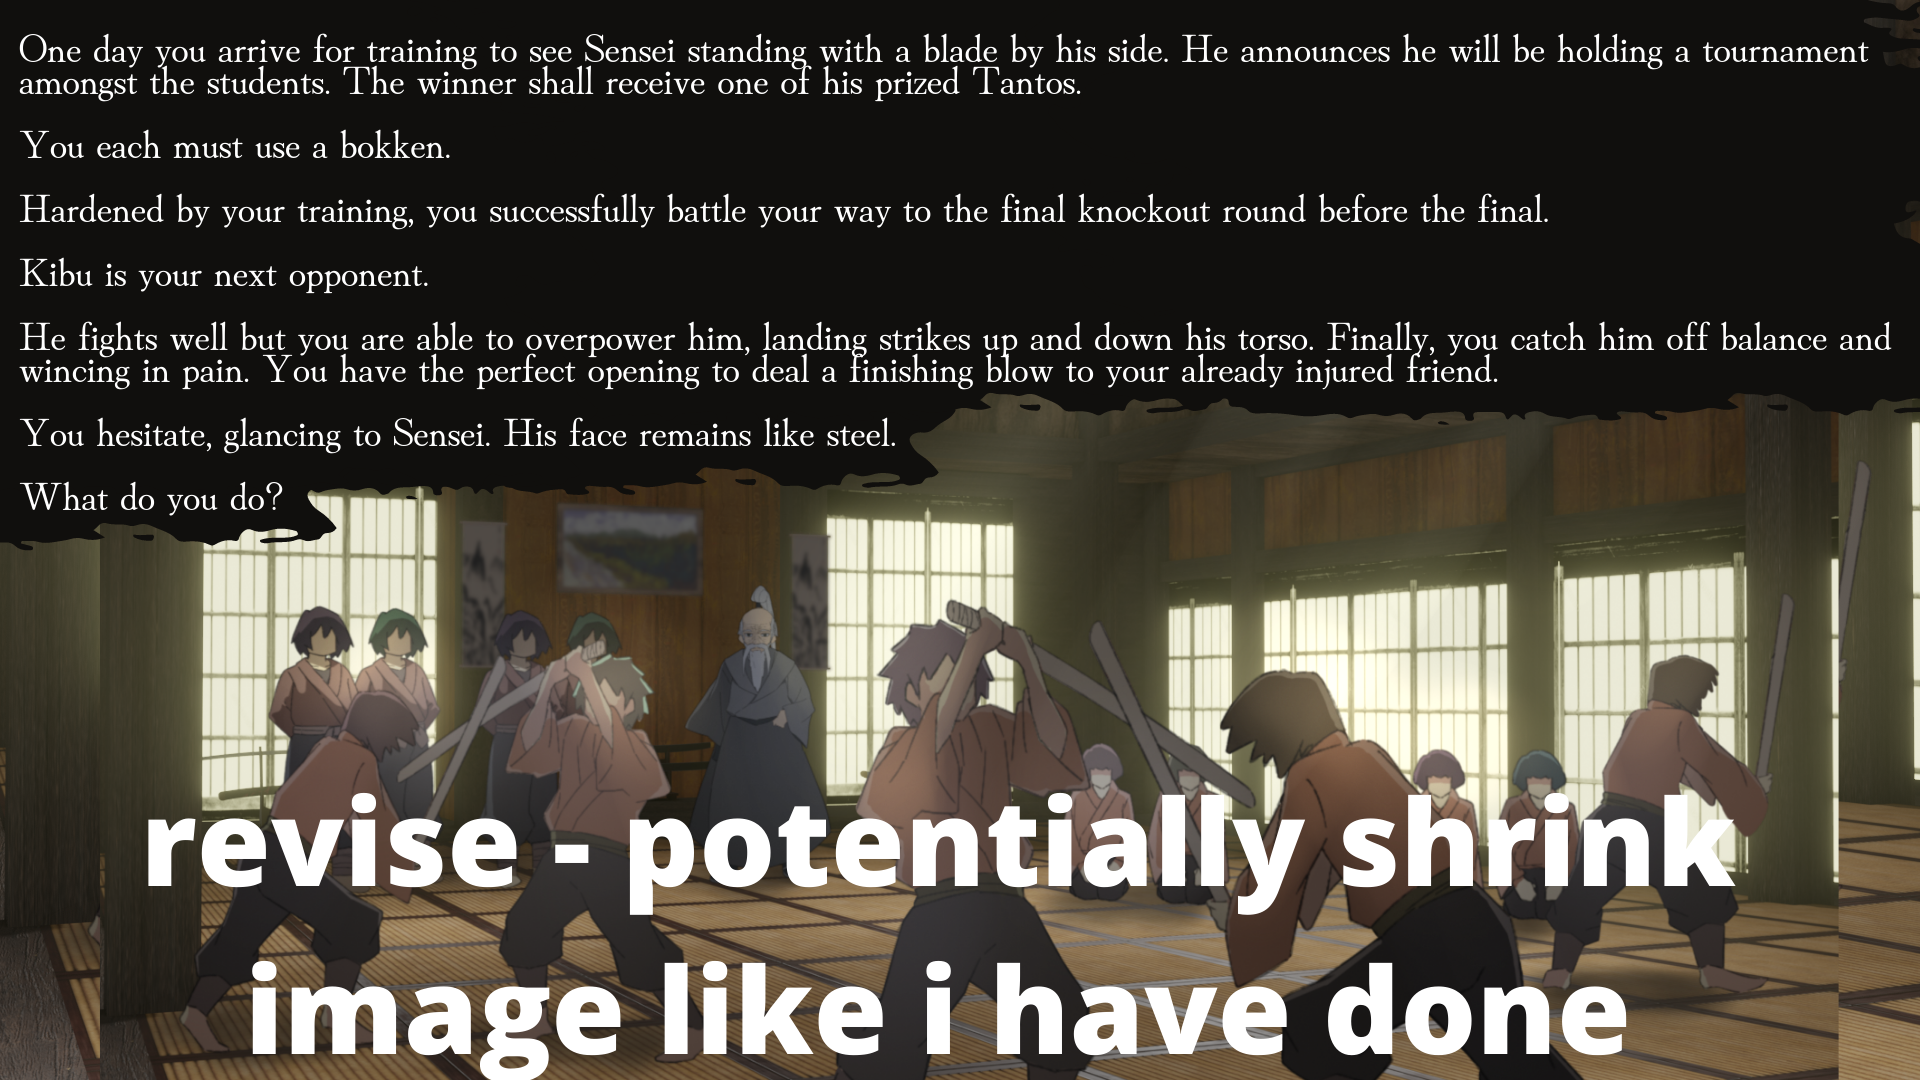 One day you arrive for training to see Sensei standing with a blade by his side. He announces he will be holding a tournament
amongst the students. The winner shall receive one of his prized Tantos.
You each must use a bokken.
Hardened by your training, you successfully battle your way to the final knockout round before the final.
Kibu is your next opponent.
He fights well but you are able to overpower him, landing strikes up and down his torso. Finally, you catch him off balance and
wincing in pain. You have the perfect opening to deal a finishing blow to your already injured friend.
You hesitate, glancing to Sensei. His face remains like steel.
What do you do?
revise - potentially shrink
image like i have done